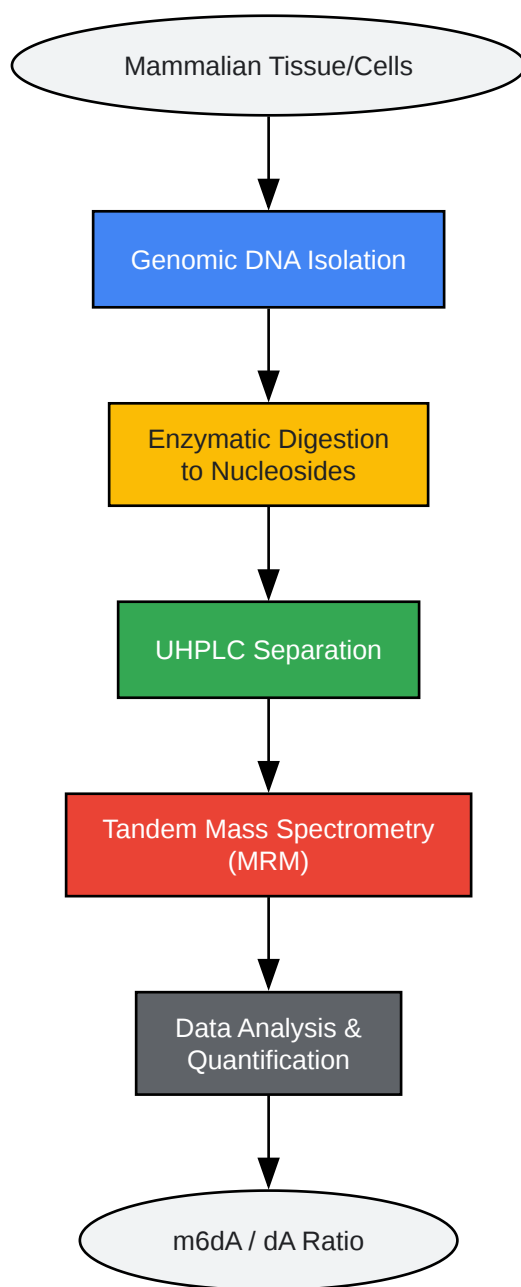 Mammalian Tissue/Cells
Genomic DNA Isolation
Enzymatic Digestion
to Nucleosides
UHPLC Separation
Tandem Mass Spectrometry
(MRM)
Data Analysis &
Quantification
m6dA / dA Ratio